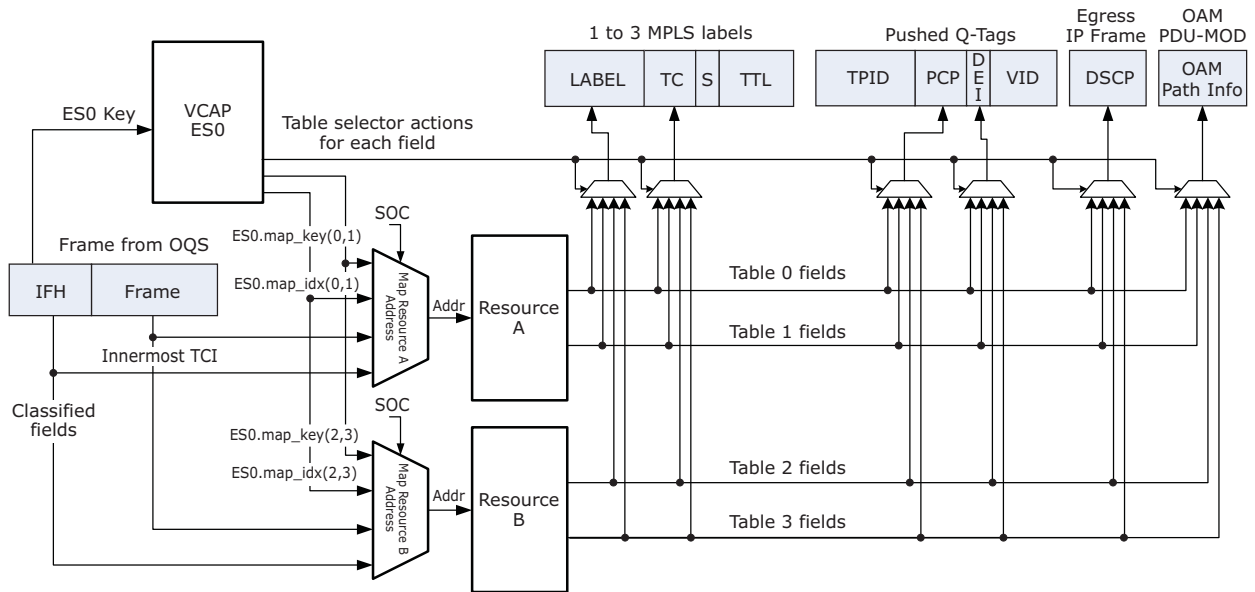 1 to 3 MPLS labels
Pushed Q-Tags
Egress
IP Frame
OAM
PDU-MOD
LABEL
TC
S
TTL
TPID
PCP
DEI
VID
DSCP
OAM
Path Info
ES0 Key
VCAP
ES0
Table selector actions
for each field
SOC
ES0.map_key(0,1)
Frame from OQS
IFH
Frame
ES0.map_idx(0,1)
Map Resource A
Address
Addr
Resource
A
Table 0 fields
Table 1 fields
Innermost TCI
Classified
fields
SOC
ES0.map_key(2,3)
ES0.map_idx(2,3)
Map Resource B
Address
Addr
Resource
B
Table 2 fields
Table 3 fields